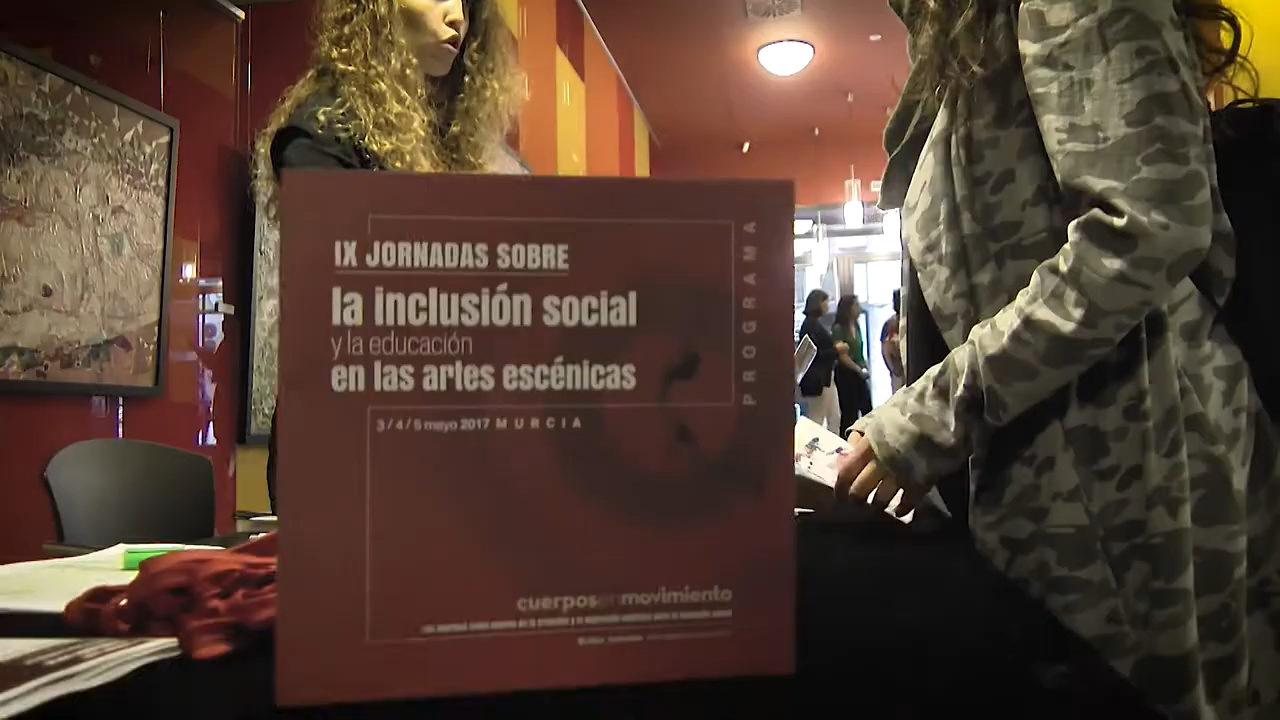 IX JORNADAS SOBRE
la inclusión social
y la educación
en las artes escénicas
PROGRAMA
3 / 4 / 5 mayo 2017 MURCIA
cuerposenmovimiento